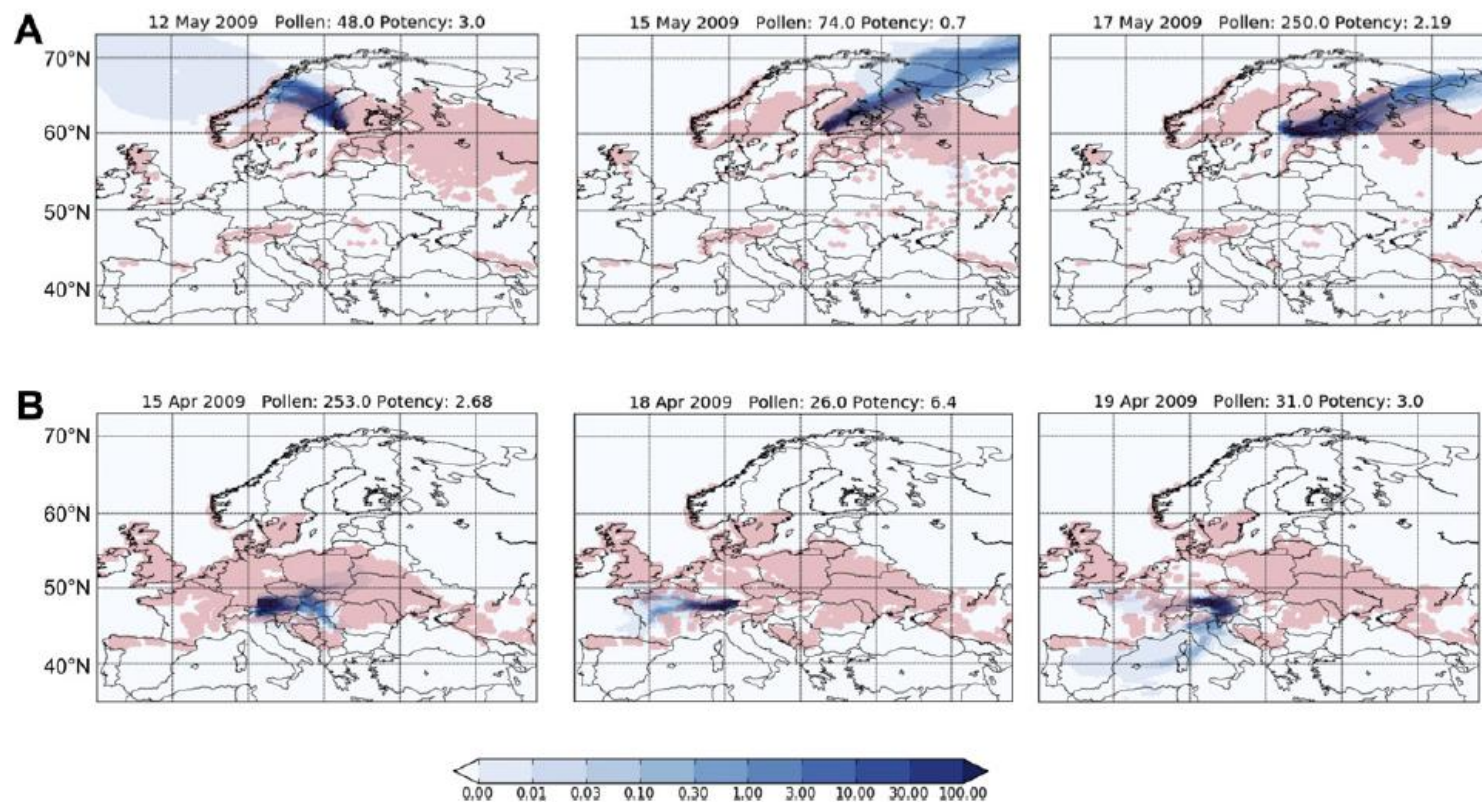 A
12 May 2009 Pollen: 48.0 Potency: 3.0
15 May 2009 Pollen: 74.0 Potency: 0.7
17 May 2009 Pollen: 250.0 Potency: 2.19
70°N
60°N
50°N
40°N
B
15 Apr 2009 Pollen: 253.0 Potency: 2.68
18 Apr 2009 Pollen: 26.0 Potency: 6.4
19 Apr 2009 Pollen: 31.0 Potency: 3.0
70°N
60°N
50°N
40°N
0.00 0.01 0.03 0.10 0.30 1.00 3.00 10.00 30.00 100.00